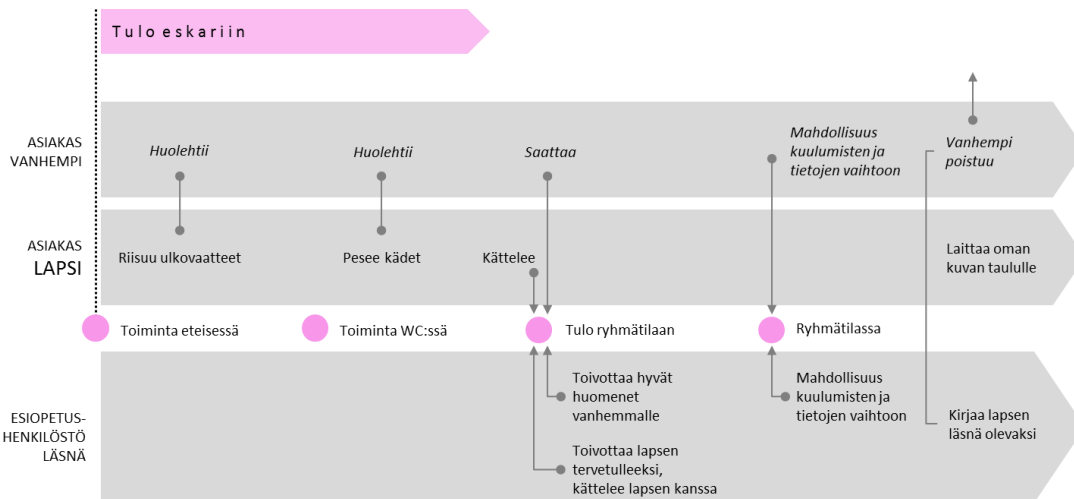 Tulo eskariin
ASIAKAS
VANHEMPI
Huolehtii
Huolehtii
Saattaa
Mahdollisuus
kuulumisten ja
tietojen vaihtoon
Vanhempi
poistuu
ASIAKAS
LAPSI
Riisuu ulkovaatteet
Pesee kädet
Kättelee
Laittaa oman
kuvan taululle
Toiminta eteisessä
Toiminta WC:ssä
Tulo ryhmätilaan
Ryhmätilassa
ESIOPETUS-
HENKILÖSTÖ
LÄSNÄ
Toivottaa hyvät
huomenet
vanhemmalle
Toivottaa lapsen
tervetulleeksi,
kättelee lapsen kanssa
Mahdollisuus
kuulumisten ja
tietojen vaihtoon
Kirjaa lapsen
läsnä olevaksi